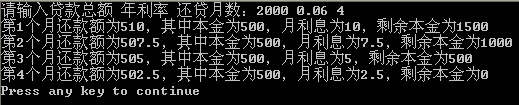 请输入贷款总额 年利率 还贷月数：2000 0.06 4
第1个月还款额为510，其中本金为500，月利息为10，剩余本金为1500
第2个月还款额为507.5，其中本金为500，月利息为7.5，剩余本金为1000
第3个月还款额为505，其中本金为500，月利息为5，剩余本金为500
第4个月还款额为502.5，其中本金为500，月利息为2.5，剩余本金为0
Press any key to continue